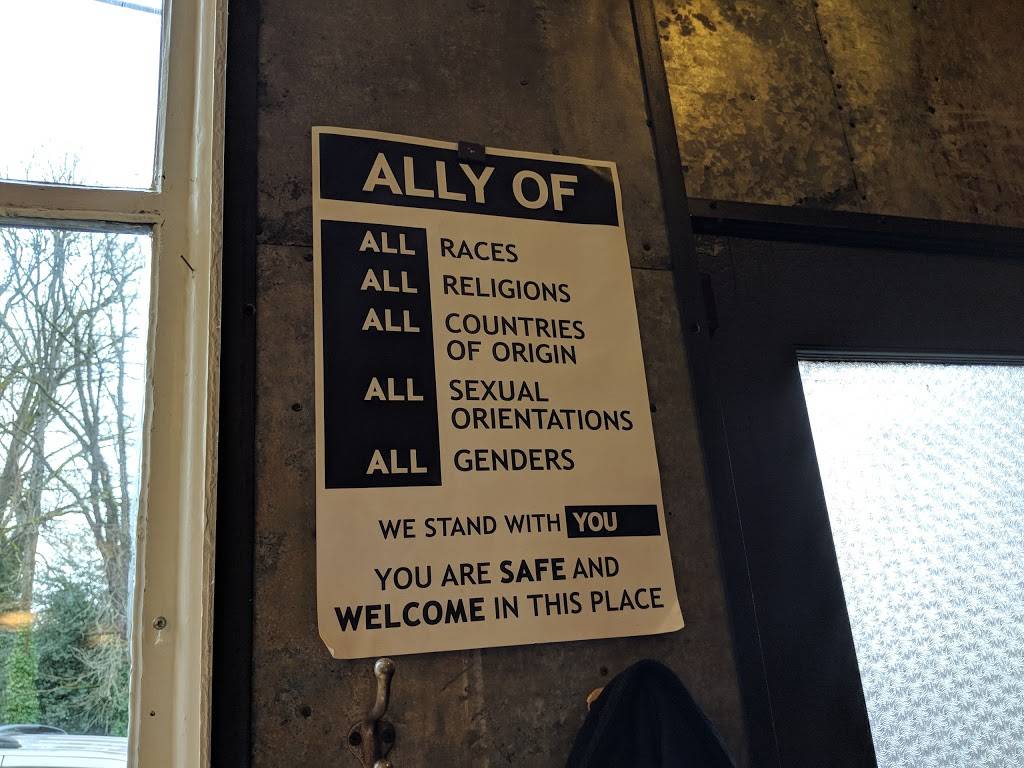 ALLY OF
ALL RACES
ALL RELIGIONS
ALL COUNTRIES
OF ORIGIN
ALL SEXUAL
ORIENTATIONS
ALL GENDERS
WE STAND WITH YOU
YOU ARE SAFE AND
WELCOME IN THIS PLACE